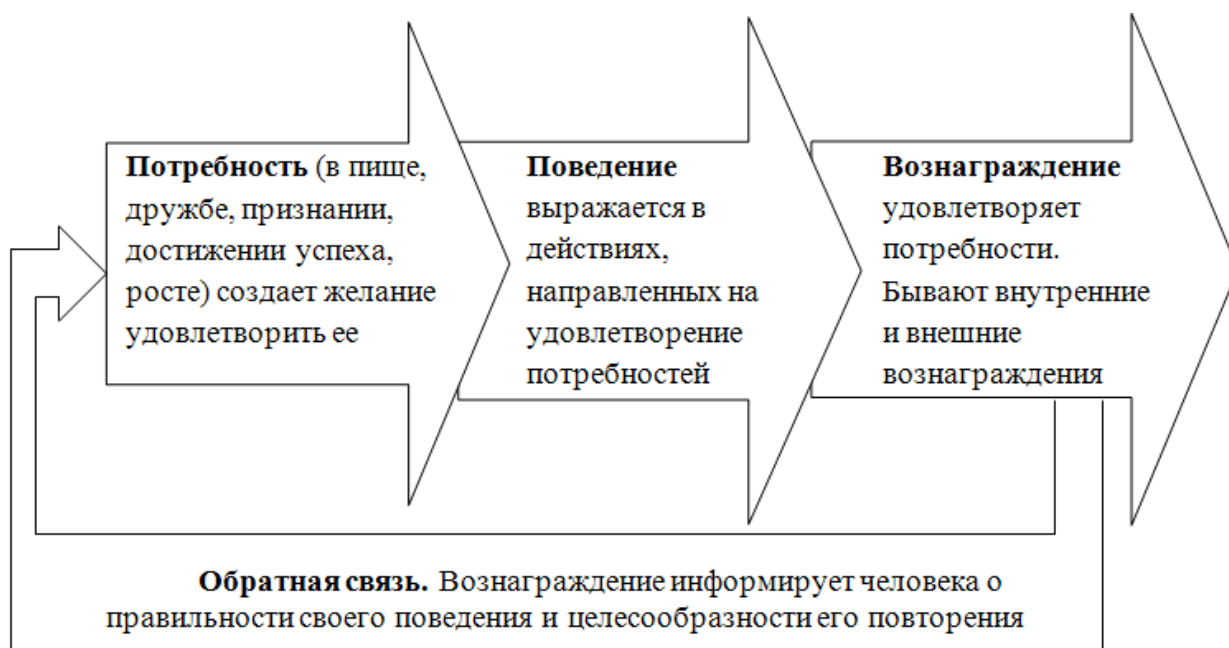 Потребность (в пище,
дружбе, признании,
достижении успеха,
росте) создает желание
удовлетворить ее
Поведение
выражается в
действиях,
направленных на
удовлетворение
потребностей
Вознаграждение
удовлетворяет
потребности.
Бывают внутренние
и внешние
вознаграждения
Обратная связь. Вознаграждение информирует человека о
правильности своего поведения и целесообразности его повторения